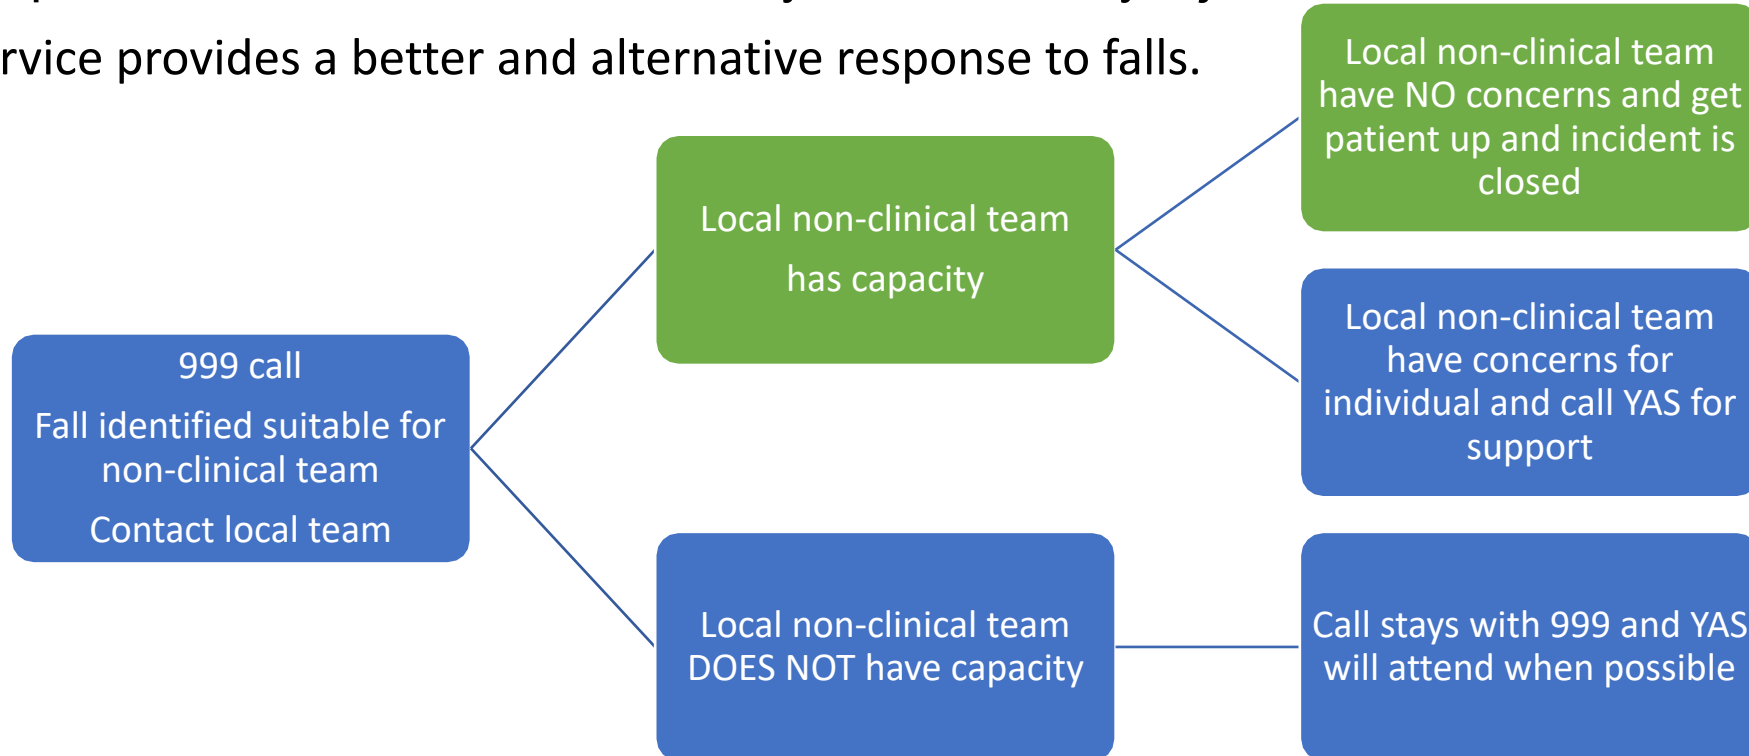 rvice provides a better and alternative response to falls.
Local non-clinical team
have NO concerns and get
patient up and incident is
closed
Local non-clinical team
has capacity
Local non-clinical team
have concerns for
individual and call YAS for
support
999 call
Fall identified suitable for
non-clinical team
Contact local team
Local non-clinical team
DOES NOT have capacity
Call stays with 999 and YAS
will attend when possible